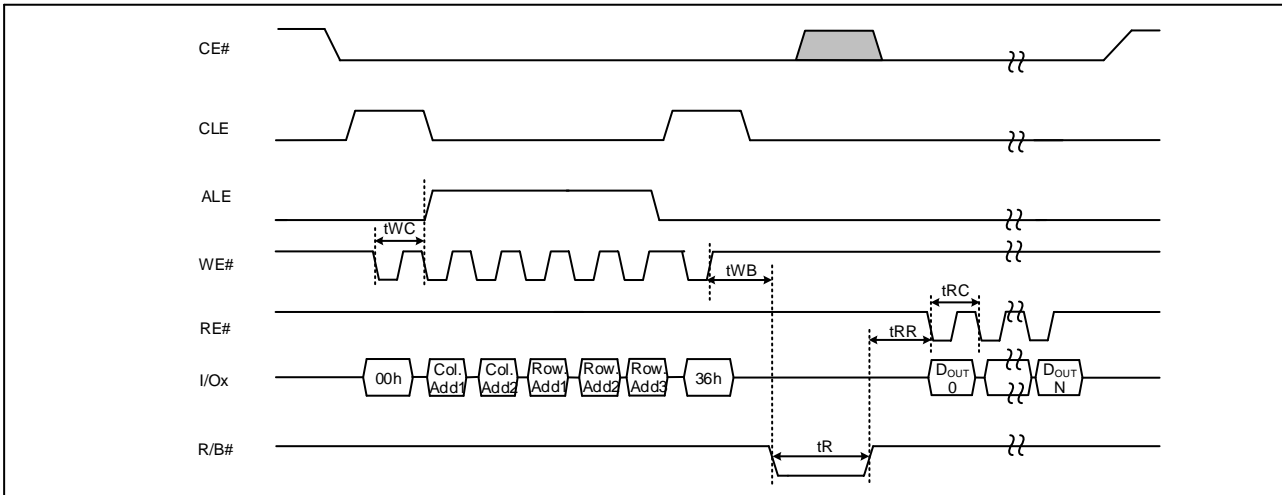 CE#
CLE
ALE
tWC
WE#
tWB
tRC
RE#
tRR
I/Ox
00h
Col. Add1
Col. Add2
Row. Add1
Row. Add2
Row. Add3
36h
DOUT 0
DOUT N
R/B#
tR